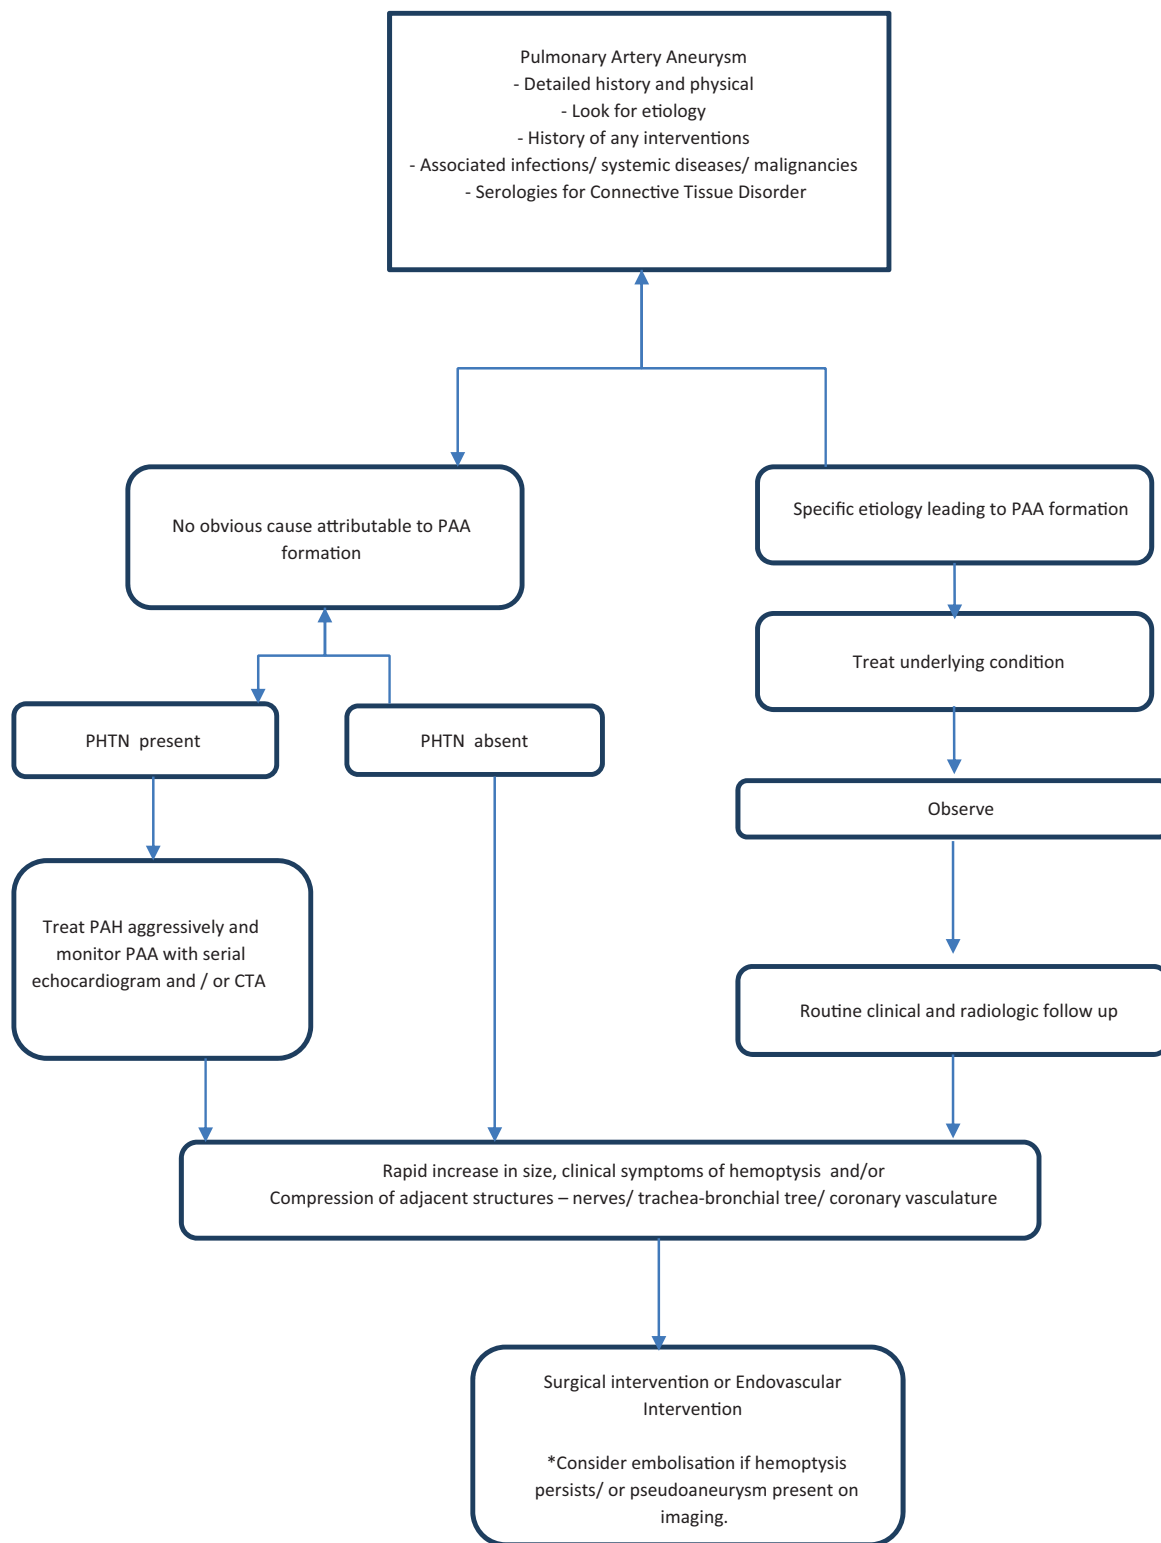 Pulmonary Artery Aneurysm
- Detailed history and physical
- Look for etiology
- History of any interventions
- Associated infections/ systemic diseases/ malignancies
- Serologies for Connective Tissue Disorder
No obvious cause attributable to PAA
formation
Specific etiology leading to PAA formation
Treat underlying condition
PHTN present
PHTN absent
Observe
Treat PAH aggressively and
monitor PAA with serial
echocardiogram and / or CTA
Routine clinical and radiologic follow up
Rapid increase in size, clinical symptoms of hemoptysis and/or
Compression of adjacent structures – nerves/ trachea-bronchial tree/ coronary vasculature
Surgical intervention or Endovascular
Intervention
*Consider embolisation if hemoptysis
persists/ or pseudoaneurysm present on
imaging.